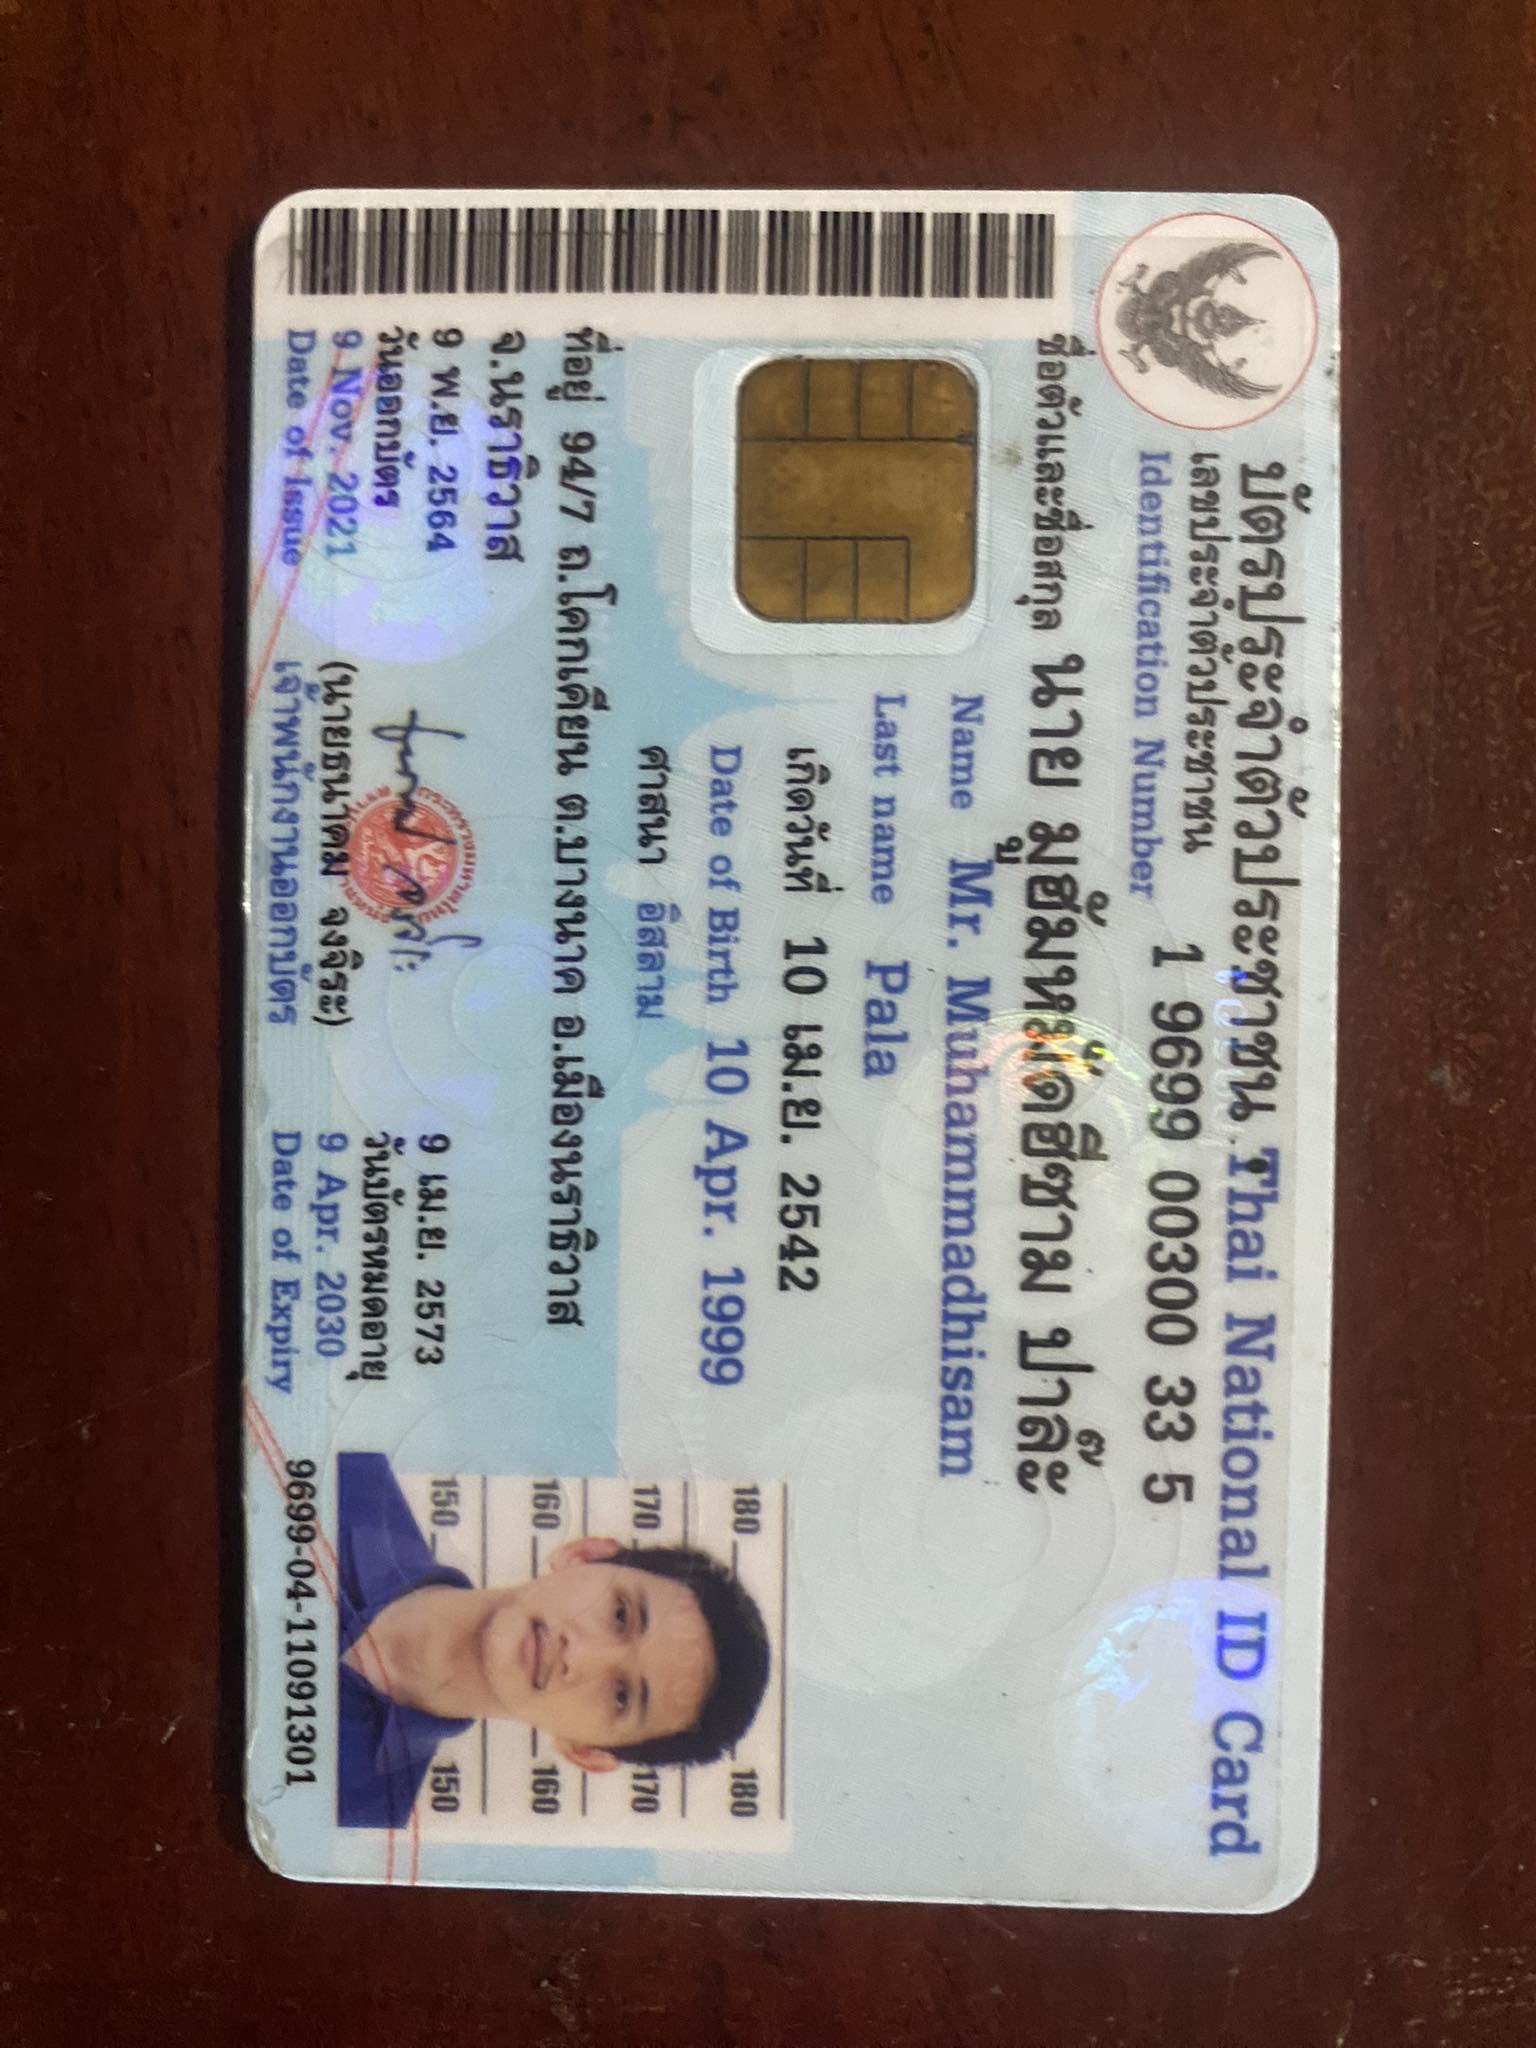 บัตรประจำตัวประชาชน Thai National ID Card
เลขประจำตัวประชาชน 1 9699 00300 33 5
Identification Number
ชื่อตัวและชื่อสกุล นาย มูฮัมหมัดฮีซาม ปาล๊ะ
Name Mr. Muhammadhisam
Last name Pala
เกิดวันที่ 10 เม.ย. 2542
Date of Birth 10 Apr. 1999
ศาสนา อิสลาม
ที่อยู่ 94/7 ถ.โคกเคียน ต.บางนาค อ.เมืองนราธิวาส
จ.นราธิวาส
9 พ.ย. 2564
วันออกบัตร
9 Nov. 2021
Date of Issue
(นายธนาคม จงจิระ)
เจ้าพนักงานออกบัตร
9 เม.ย. 2573
วันบัตรหมดอายุ
9 Apr. 2030
Date of Expiry
180 180
170 170
160 160
150 150
9699-04-11091301